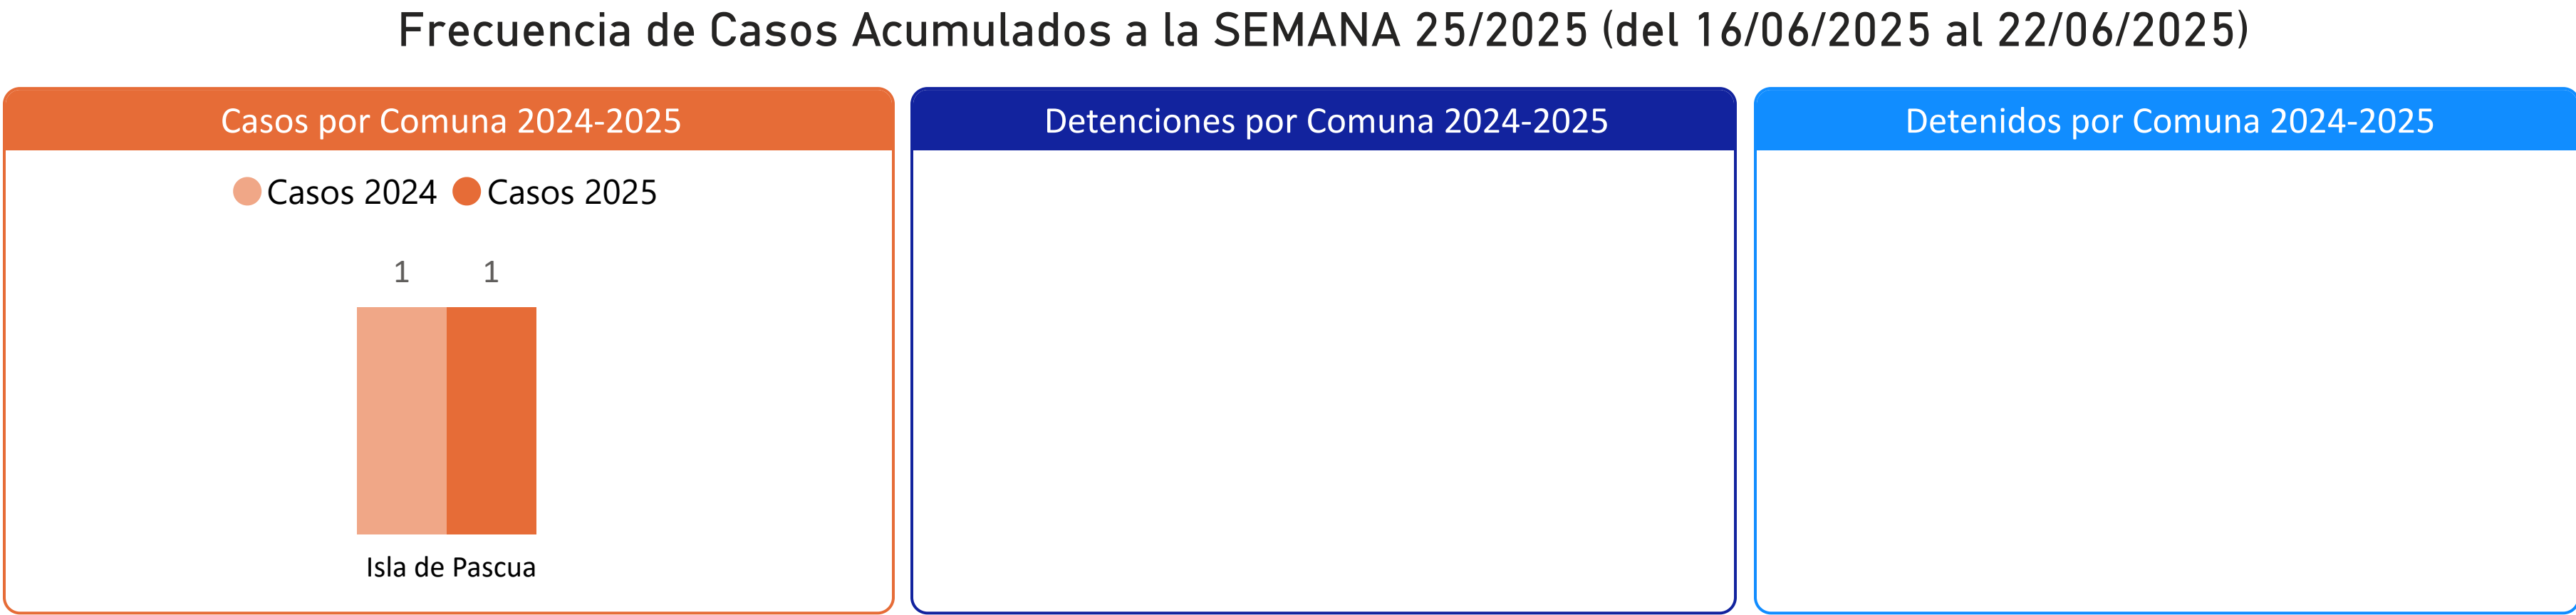 Frecuencia de Casos Acumulados a la SEMANA 25/2025 (del 16/06/2025 al 22/06/2025)
Casos por Comuna 2024-2025
Casos 2024 Casos 2025
1 1
Isla de Pascua
Detenciones por Comuna 2024-2025
Detenidos por Comuna 2024-2025